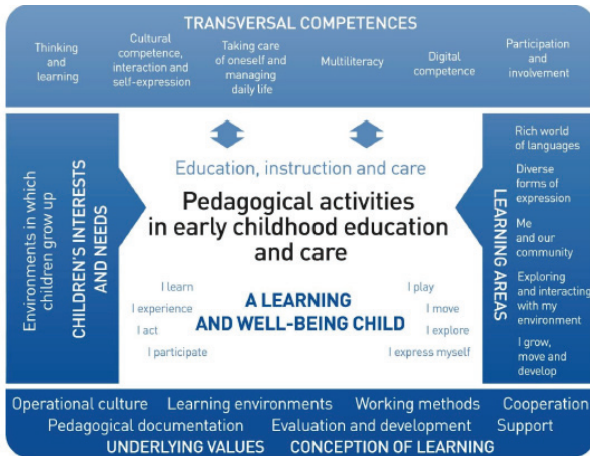 TRANSVERSAL COMPETENCES
Thinking
and
learning
Cultural
competence,
interaction and
self-expression
Taking care
of oneself and
managing
daily life
Multiliteracy
Digital
competence
Participation
and
involvement
Environments in which
children grow up
CHILDREN'S INTERESTS
AND NEEDS
Education, instruction and care
Pedagogical activities
in early childhood education
and care
I learn
I experience
I act
I participate
A LEARNING
AND WELL-BEING CHILD
I play
I move
I explore
I express myself
LEARNING AREAS
Rich world
of languages
Diverse
forms of
expression
Me
and our
community
Exploring
and interacting
with my
environment
I grow,
move and
develop
Operational culture Learning environments Working methods Cooperation
Pedagogical documentation Evaluation and development Support
UNDERLYING VALUES CONCEPTION OF LEARNING